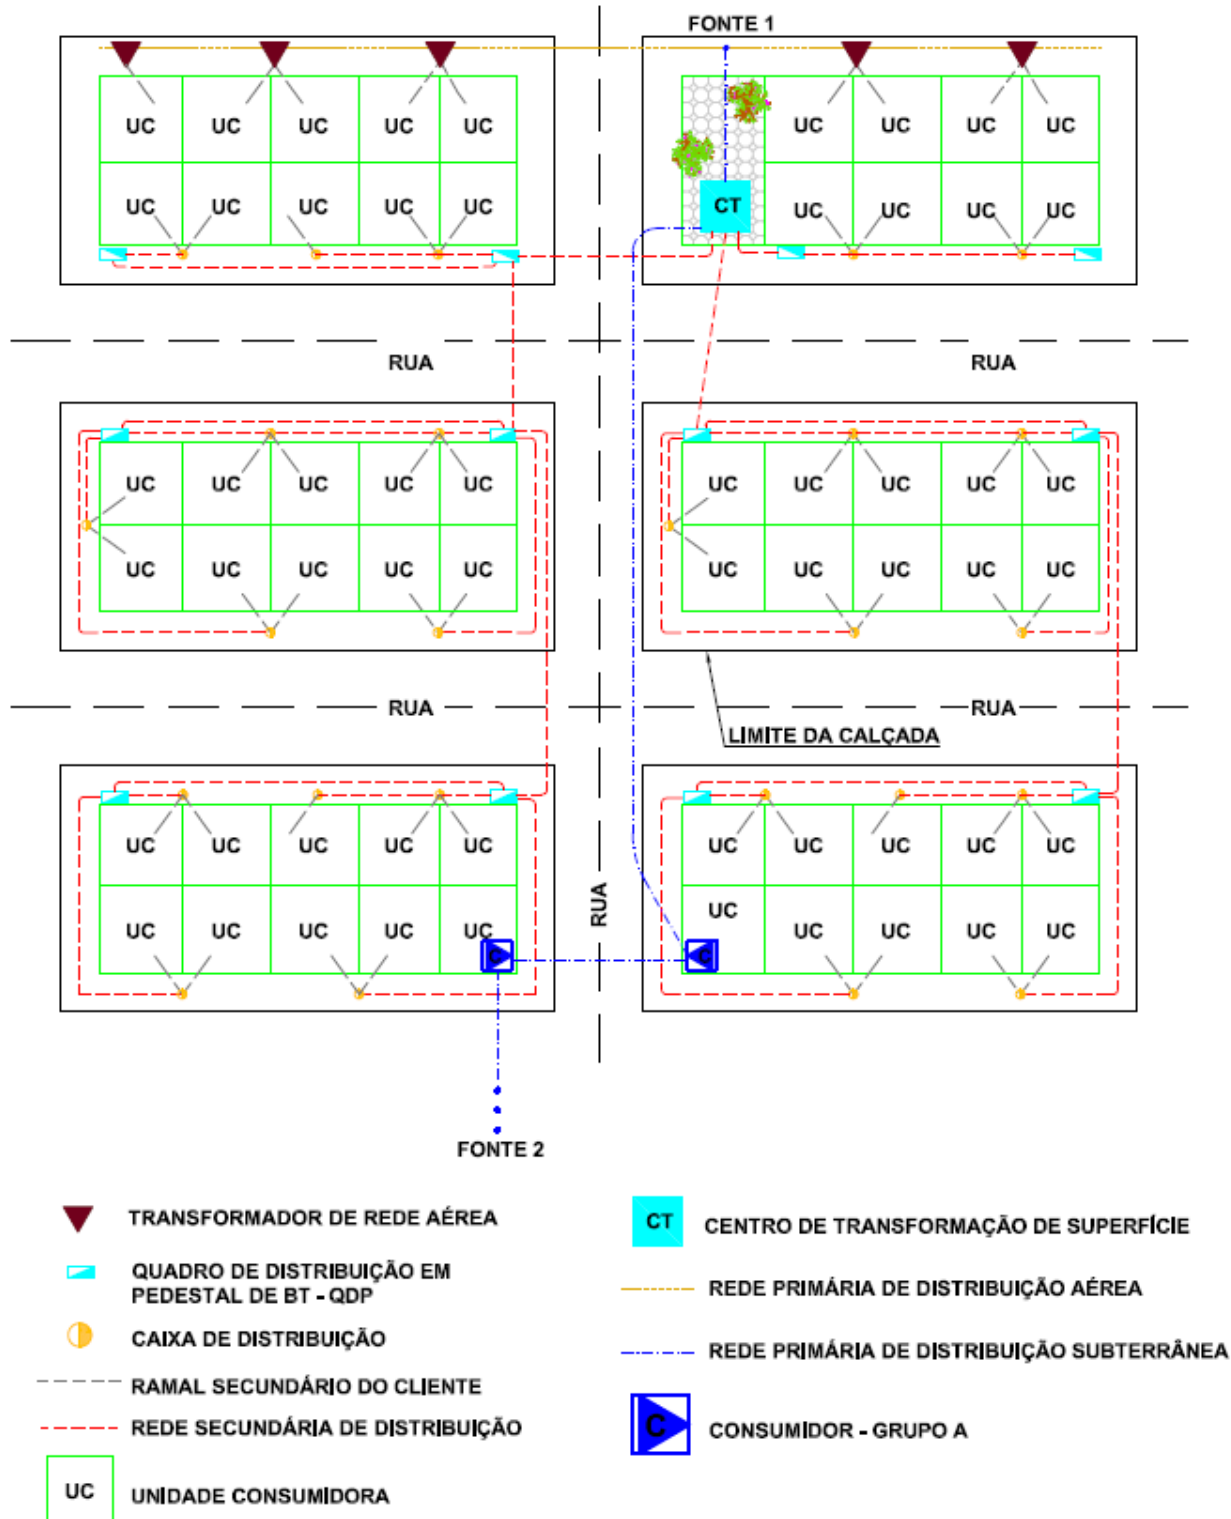 FONTE 1
UC UC UC UC UC
UC UC UC UC
UC UC UC UC UC
CT
UC UC UC UC
RUA
RUA
UC UC UC UC UC
UC UC UC UC UC
UC UC UC UC UC
UC UC UC UC UC
RUA
RUA
LIMITE DA CALÇADA
UC UC UC UC UC
UC UC UC UC UC
RUA
UC UC UC UC UC
UC UC UC UC UC
C
C
FONTE 2
TRANSFORMADOR DE REDE AÉREA
QUADRO DE DISTRIBUIÇÃO EM
PEDESTAL DE BT - QDP
CAIXA DE DISTRIBUIÇÃO
RAMAL SECUNDÁRIO DO CLIENTE
REDE SECUNDÁRIA DE DISTRIBUIÇÃO
UC
UNIDADE CONSUMIDORA
CT
CENTRO DE TRANSFORMAÇÃO DE SUPERFÍCIE
REDE PRIMÁRIA DE DISTRIBUIÇÃO AÉREA
REDE PRIMÁRIA DE DISTRIBUIÇÃO SUBTERRÂNEA
C
CONSUMIDOR - GRUPO A